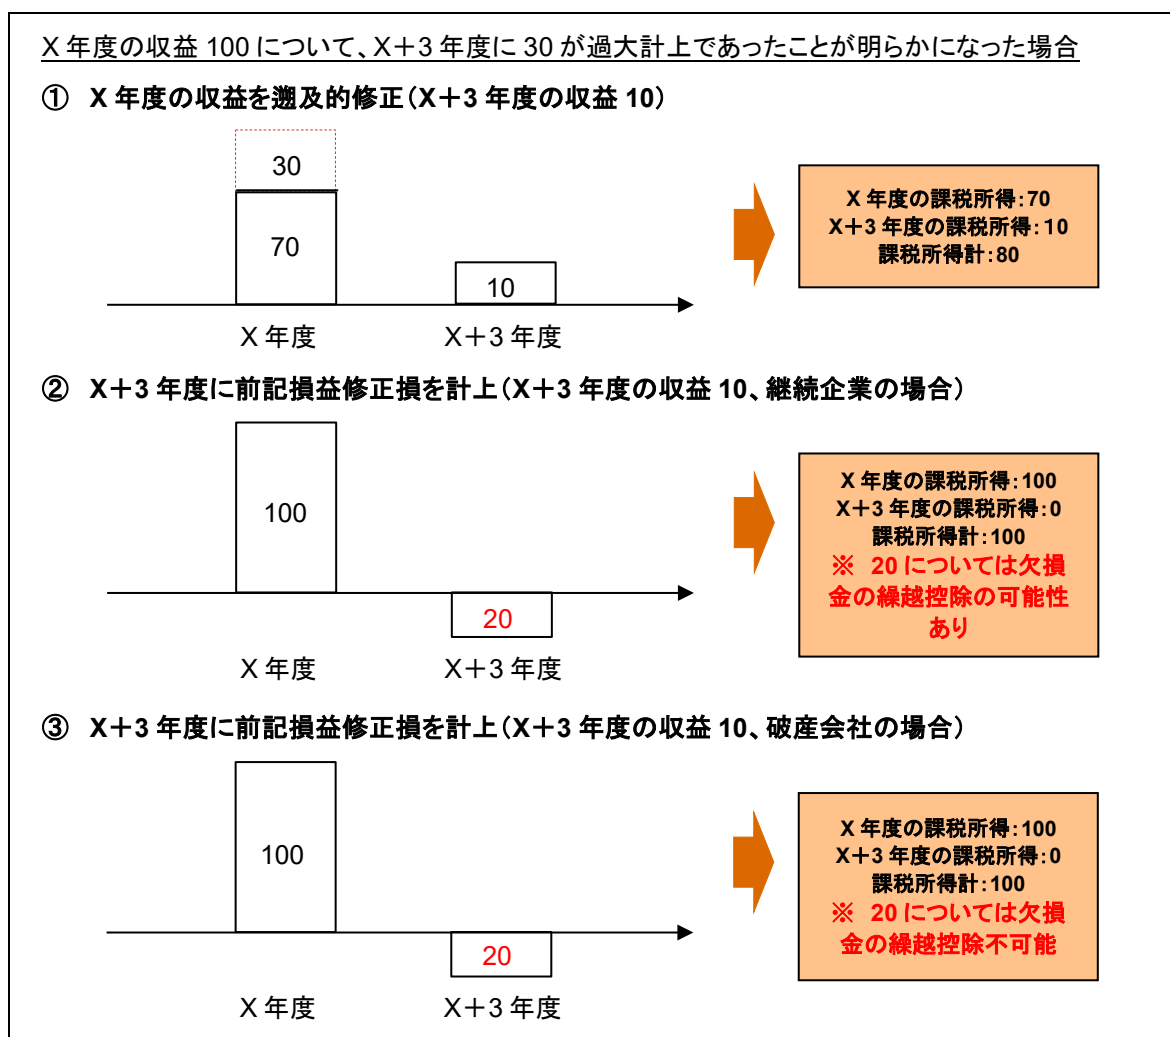 X 年度の収益 100 について、X＋3 年度に 30 が過大計上であったことが明らかになった場合
① X 年度の収益を遡及的修正（X＋3 年度の収益 10）
30
70
10
X 年度
X＋3 年度
X 年度の課税所得：70
X＋3 年度の課税所得：10
課税所得計：80
② X＋3 年度に前記損益修正損を計上（X＋3 年度の収益 10、継続企業の場合）
100
20
X 年度
X＋3 年度
X 年度の課税所得：100
X＋3 年度の課税所得：0
課税所得計：100
※ 20 については欠損
金の繰越控除の可能性
あり
③ X＋3 年度に前記損益修正損を計上（X＋3 年度の収益 10、破産会社の場合）
100
20
X 年度
X＋3 年度
X 年度の課税所得：100
X＋3 年度の課税所得：0
課税所得計：100
※ 20 については欠損
金の繰越控除不可能